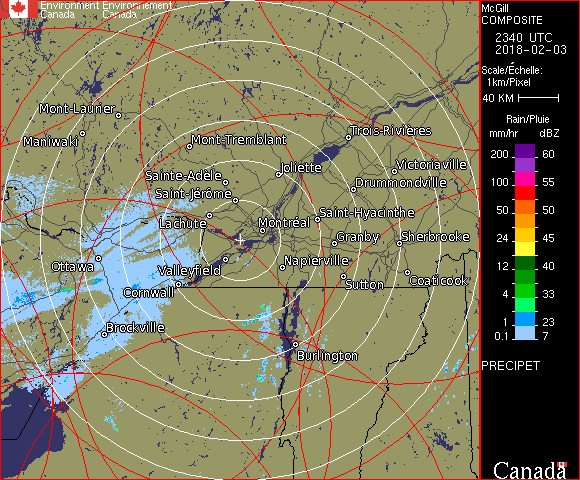 Environment Environnement
Canada Canada
McGill
COMPOSITE
2340 UTC
2018-02-03
Scale/Échelle:
1km/Pixel
40 KM
Rain/Pluie
mm/hr dBZ
200 60
100 55
50 50
24 45
12 40
4 33
1 23
0.1 7
PRECIPET
Canada
Mont-Laurier
Maniwaki
Mont-Tremblant
Trois-Rivières
Joliette
Victoriaville
Sainte-Adèle
Drummondville
Saint-Jérôme
Lachute
Saint-Hyacinthe
Montréal
Granby
Sherbrooke
Ottawa
Valleyfield
Napierville
Coaticook
Sutton
Cornwall
Brockville
Burlington